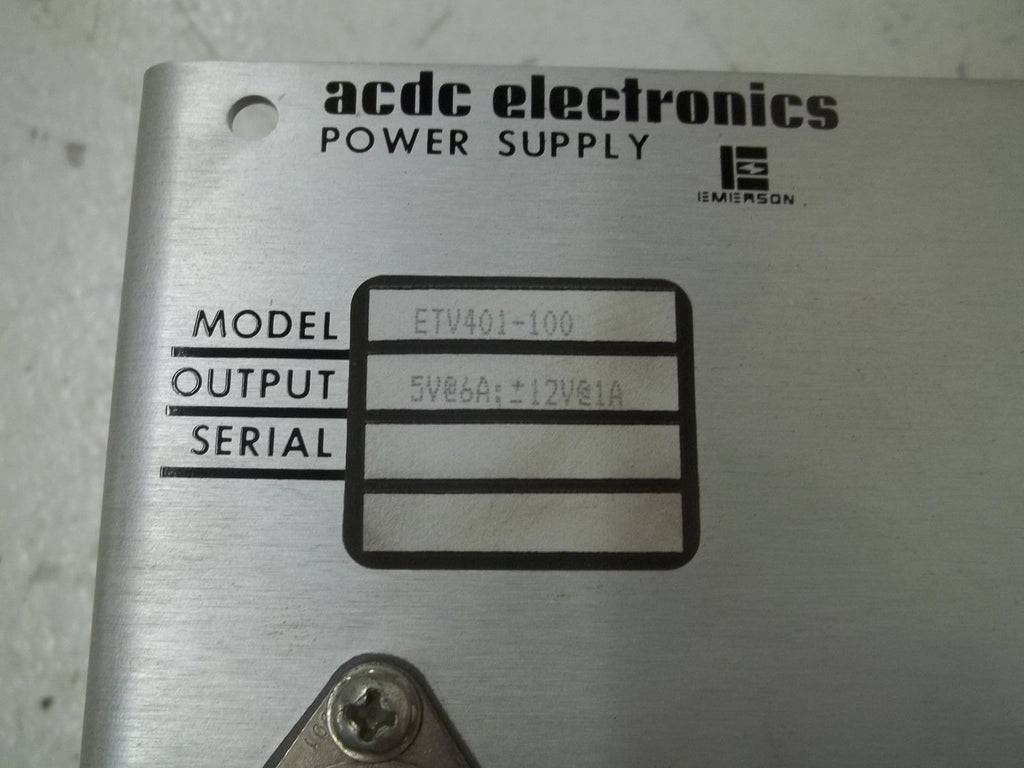 acdc electronics
POWER SUPPLY
EMERSON
MODEL ETV401-100
OUTPUT 5V@6A; ±12V@1A
SERIAL